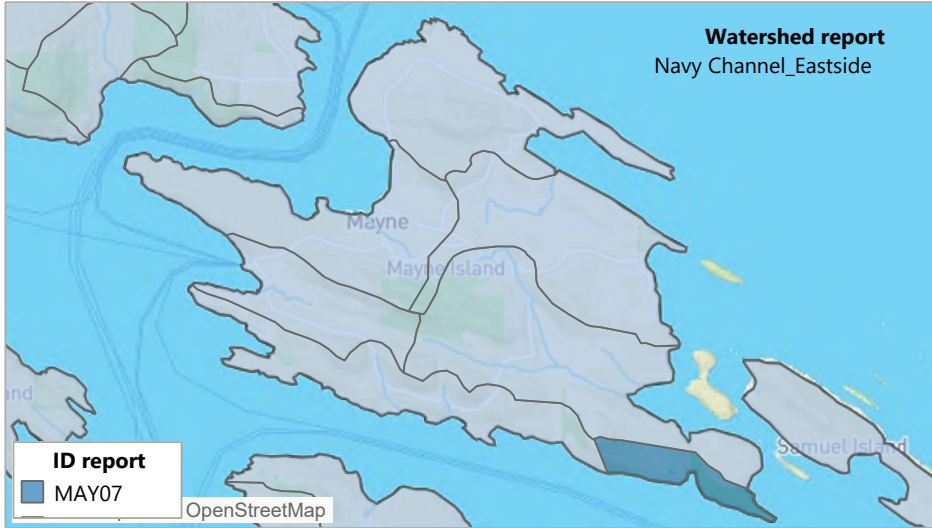 Watershed report
Navy Channel_Eastside
Mayne
Mayne Island
Samuel Island
ID report
MAY07
OpenStreetMap